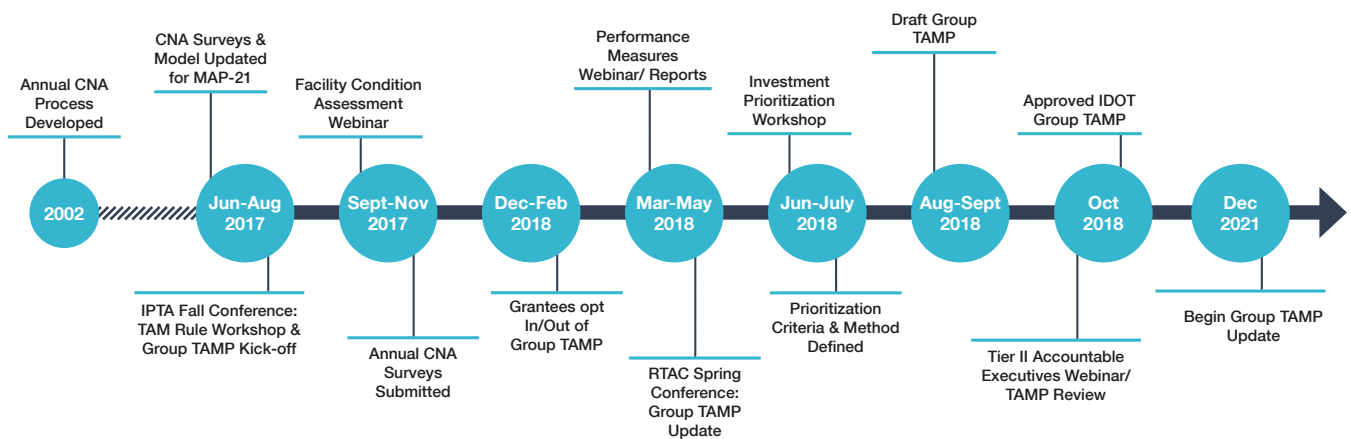 Annual CNA
Process
Developed
CNA Surveys &
Model Updated
for MAP-21
Facility Condition
Assessment
Webinar
Performance
Measures
Webinar/ Reports
Investment
Prioritization
Workshop
Draft Group
TAMP
Approved IDOT
Group TAMP
2002
Jun-Aug
2017
Sept-Nov
2017
Dec-Feb
2018
Mar-May
2018
Jun-July
2018
Aug-Sept
2018
Oct
2018
Dec
2021
IPTA Fall Conference:
TAM Rule Workshop &
Group TAMP Kick-off
Annual CNA
Surveys
Submitted
Grantees opt
In/Out of
Group TAMP
RTAC Spring
Conference:
Group TAMP
Update
Prioritization
Criteria & Method
Defined
Tier II Accountable
Executives Webinar/
TAMP Review
Begin Group TAMP
Update